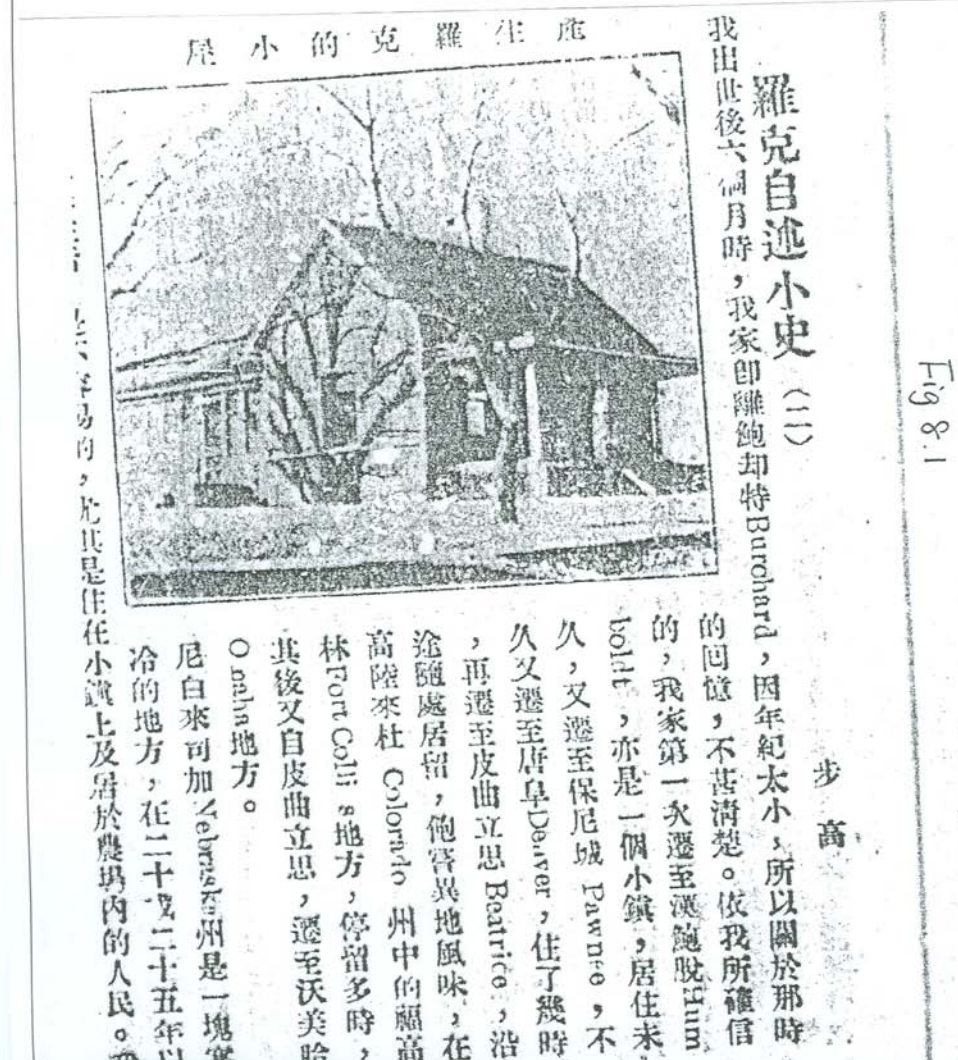 Fig 8.1
羅克自述小史(二)
步高
我出世後六個月時,我家卽離鮑却特Burchard,因年紀太小,所以關於那時
的回憶,不甚清楚。依我所確信
的,我家第一次遷至漢鮑脫Hum
boldt,亦是一個小鎮,居住未
久,又遷至保尼城 Pawnee,不
久又遷至唐阜Denver,住了幾時
,再遷至皮曲立思 Beatrice,沿
途隨處居留,飽嘗異地風味,在
高陸來杜 Colorado 州中的福高
林Fort Colli s地方,停留多時,
其後又自皮曲立思,遷至沃美哈
Omaha地方。
尼白來司加Nebraska州是一塊寒
冷的地方,在二十或二十五年以
是不容易的,尤其是住在小鎮上及居於農場內的人民。
誕生羅克的小屋